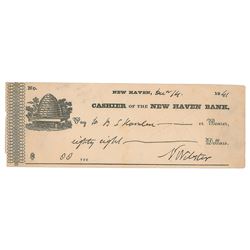 No.
NEW HAVEN, Decr 14. 1841
CASHIER OF THE NEW HAVEN BANK,
Pay to B S or Bearer,
eighty eight Dollars.
88 N Webster